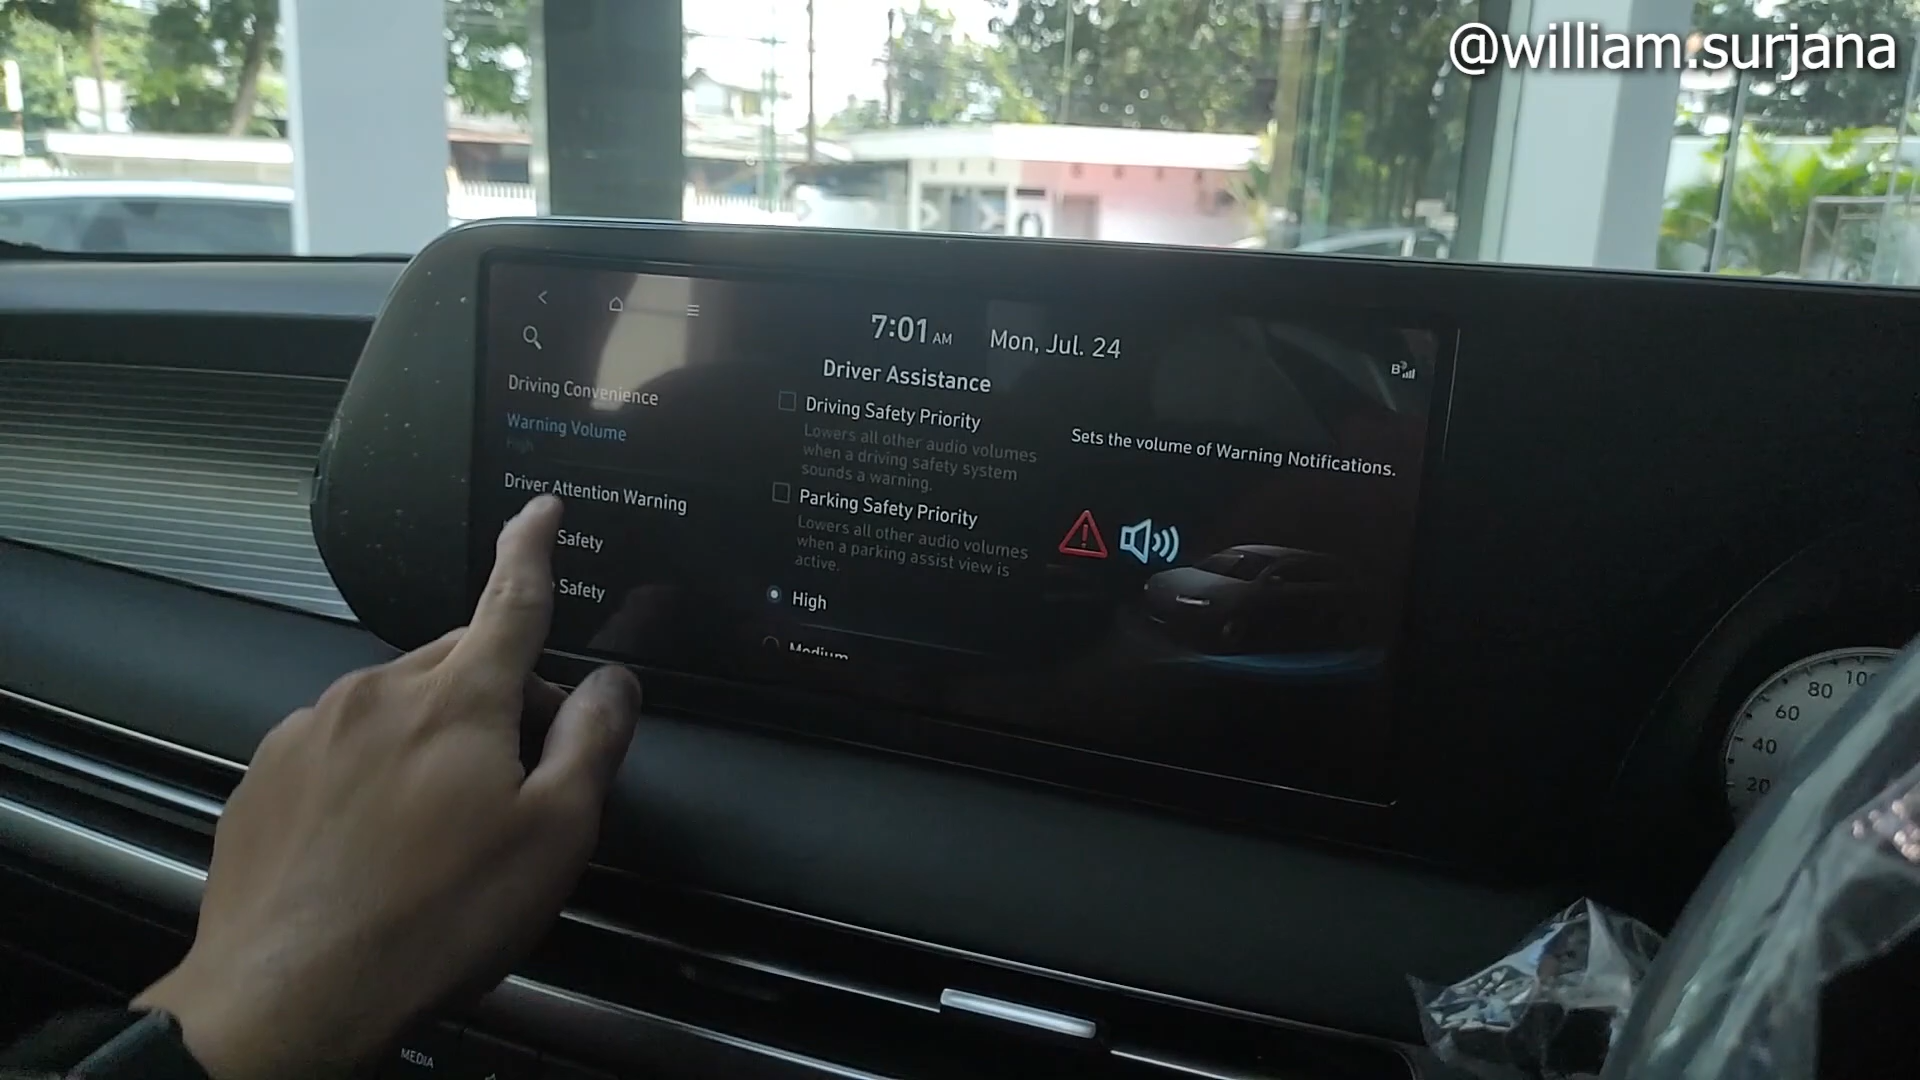 @william.surjana
7:01 AM
Mon, Jul. 24
Driver Assistance
Driving Convenience
Warning Volume
High
Driver Attention Warning
Safety
Safety
Driving Safety Priority
Lowers all other audio volumes
when a driving safety system
sounds a warning.
Parking Safety Priority
Lowers all other audio volumes
when a parking assist view is
active.
High
Medium
Sets the volume of Warning Notifications.
100
80
60
40
20
MEDIA